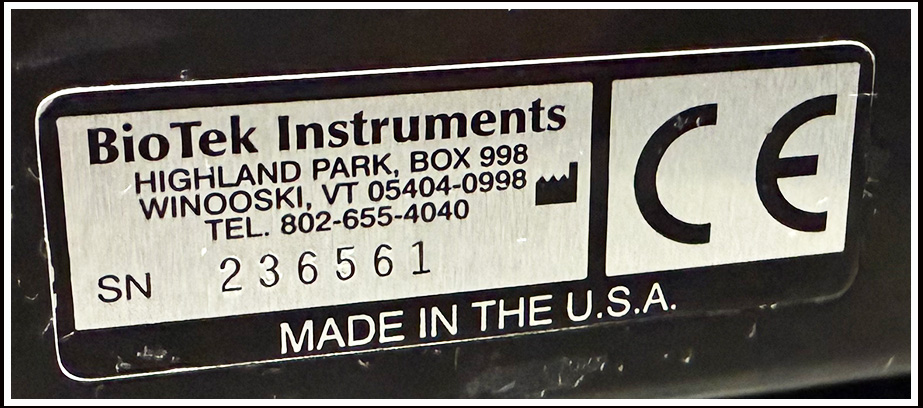 BioTek Instruments
HIGHLAND PARK, BOX 998
WINOOSKI, VT 05404-0998
TEL. 802-655-4040
SN 236561
CE
MADE IN THE U.S.A.